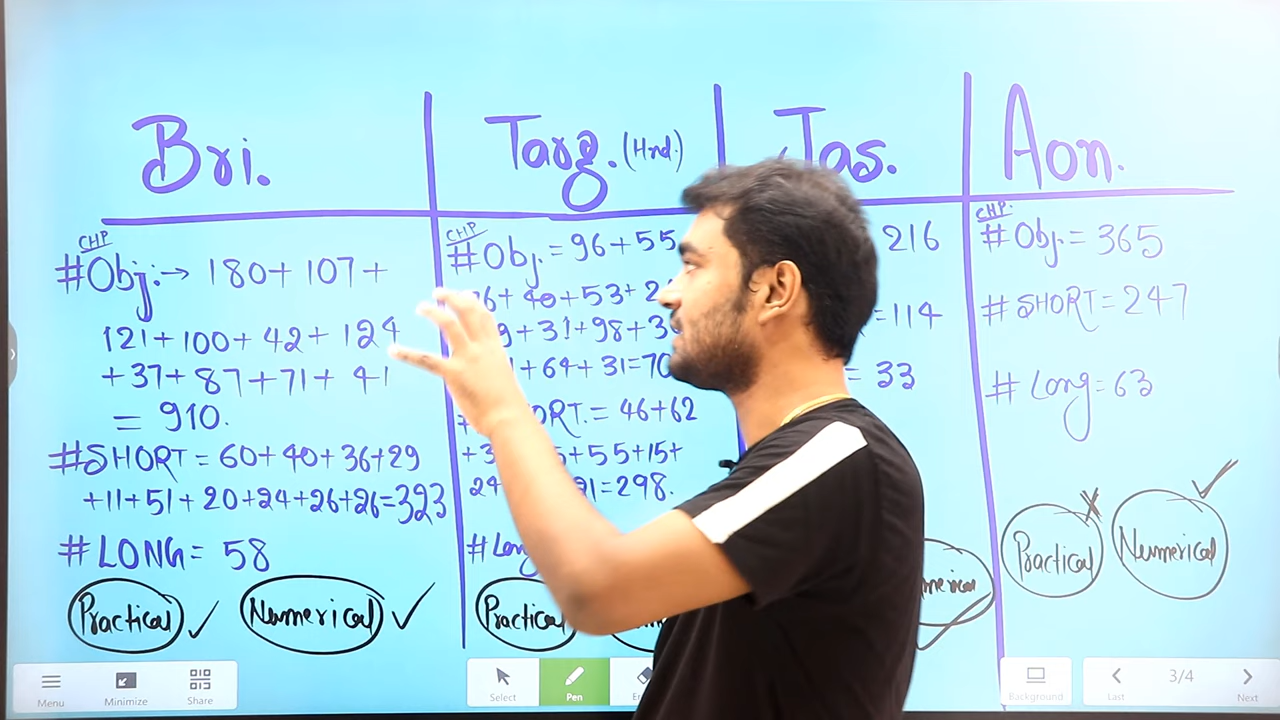 Bri.
CHP
#Obj.→ 180+ 107+
121+100+ 42+ 124
+37+ 87+71+ 41
= 910.
#SHORT = 60+ 40+ 36+29
+11+51+ 20+24+26+26=323
#LONG= 58
Practical ✓ Numerical ✓
Targ. (Hnd.)
CHP
#Obj. = 96+55
+ 40+53+
+31+98+
+64+31=70
= 46+62
+55+15+
=298.
Practical
Jas.
216
=114
= 33
Aon.
CHP.
#Obj. = 365
#SHORT = 247
# Long=63
Practical X Numerical ✓
Menu Minimize Share
Select Pen
Background Last 3/4 Next